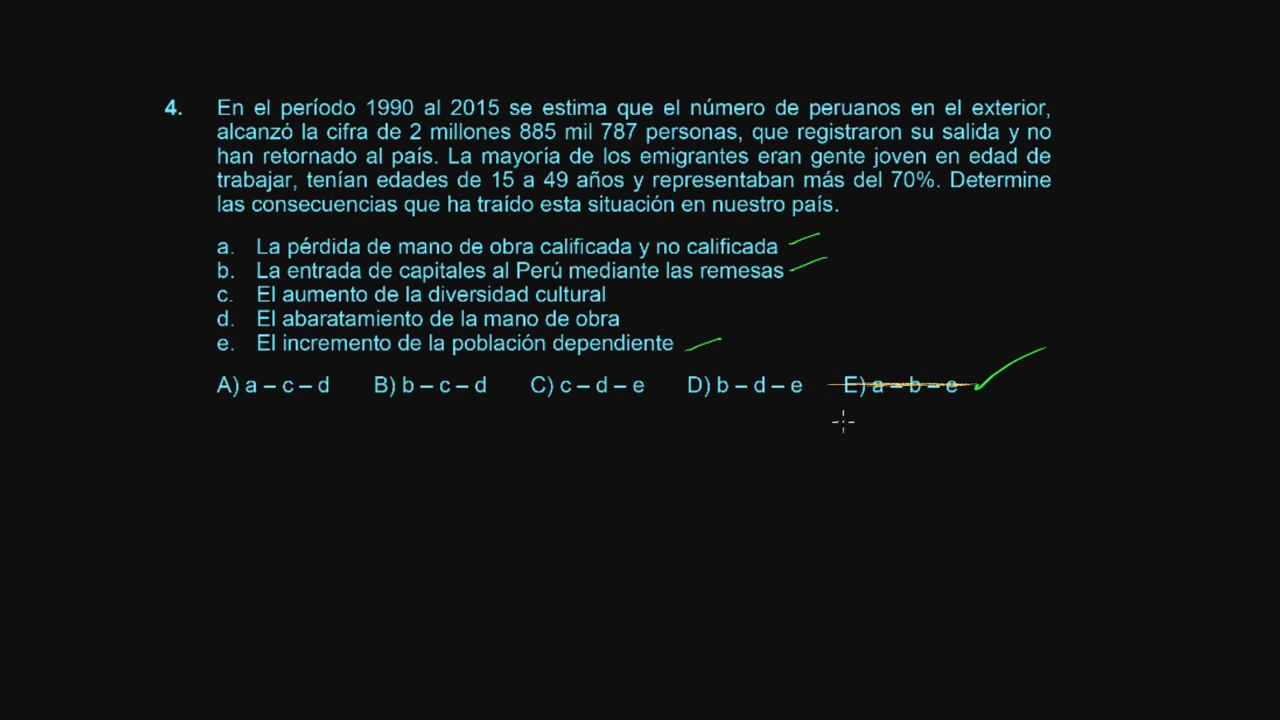 4. En el período 1990 al 2015 se estima que el número de peruanos en el exterior,
alcanzó la cifra de 2 millones 885 mil 787 personas, que registraron su salida y no
han retornado al país. La mayoría de los emigrantes eran gente joven en edad de
trabajar, tenían edades de 15 a 49 años y representaban más del 70%. Determine
las consecuencias que ha traído esta situación en nuestro país.
a. La pérdida de mano de obra calificada y no calificada
b. La entrada de capitales al Perú mediante las remesas
c. El aumento de la diversidad cultural
d. El abaratamiento de la mano de obra
e. El incremento de la población dependiente
A) a – c – d B) b – c – d C) c – d – e D) b – d – e E) a – b – e